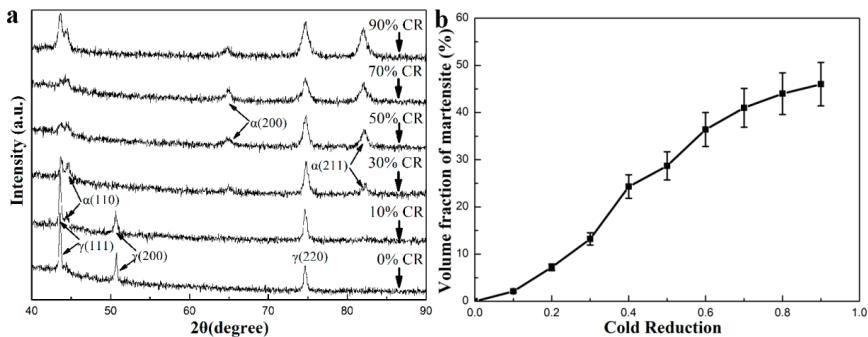 a
90% CR
70% CR
α(200)
50% CR
α(211)
30% CR
α(110)
10% CR
γ(111)
γ(200)
γ(220)
0% CR
Intensity (a.u.)
40 50 60 70 80 90
2θ(degree)
b
Volume fraction of martensite (%)
60
50
40
30
20
10
0
0.0 0.2 0.4 0.6 0.8 1.0
Cold Reduction